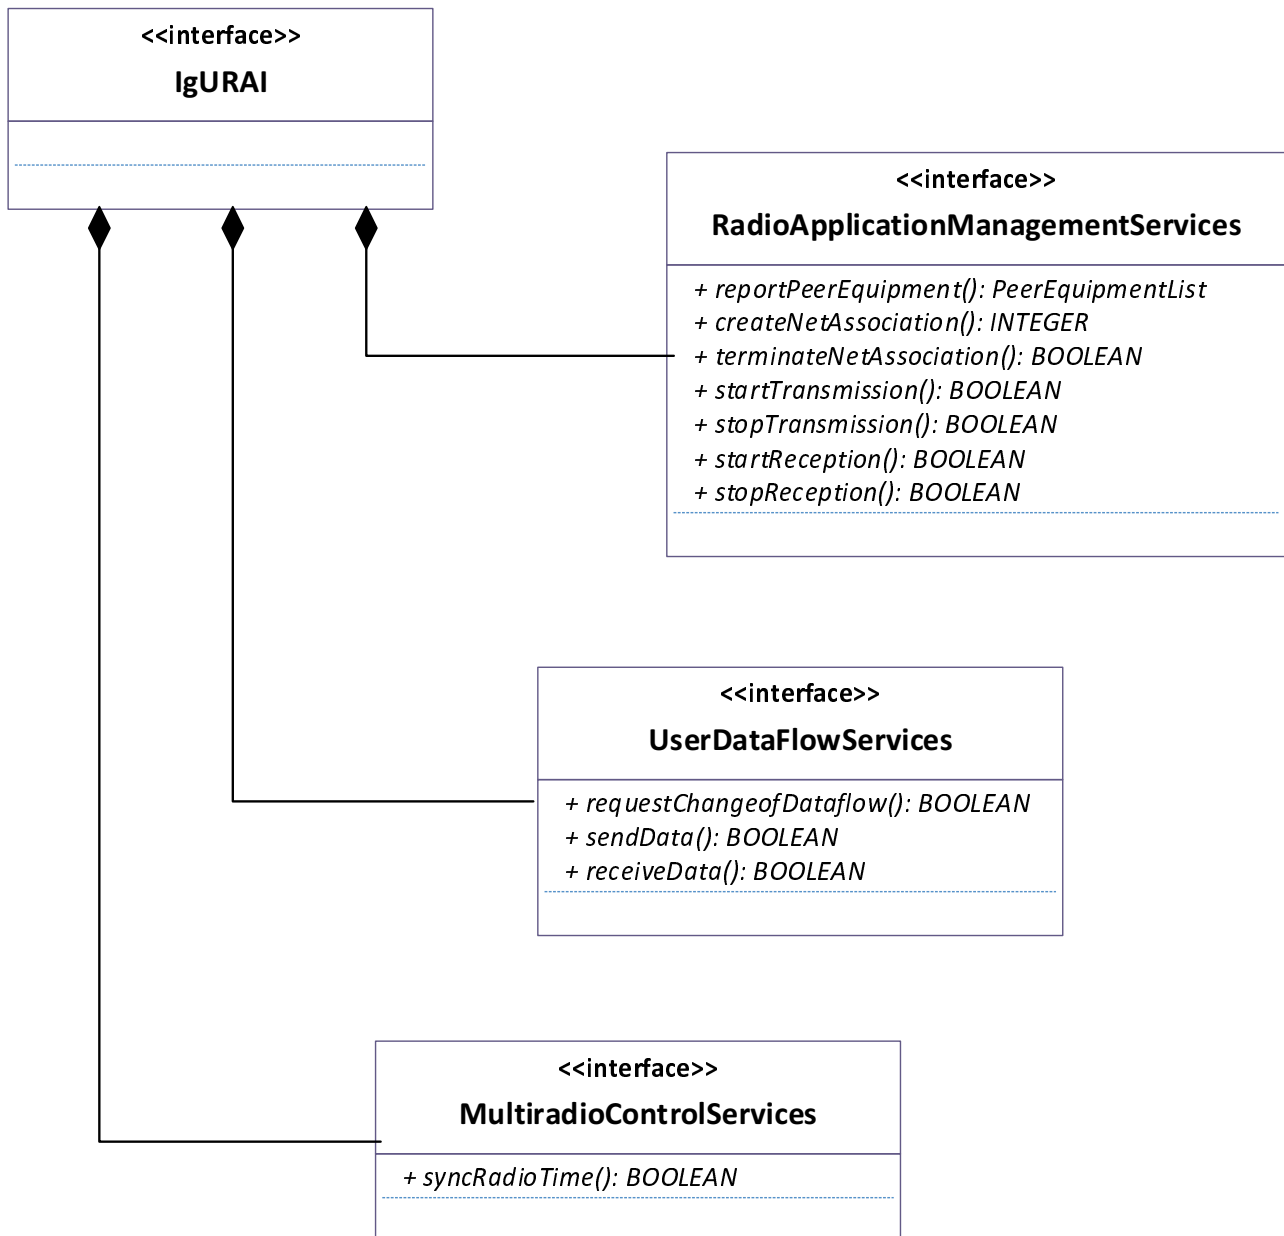 <<interface>>
IgURAI
<<interface>>
RadioApplicationManagementServices
+ reportPeerEquipment(): PeerEquipmentList
+ createNetAssociation(): INTEGER
+ terminateNetAssociation(): BOOLEAN
+ startTransmission(): BOOLEAN
+ stopTransmission(): BOOLEAN
+ startReception(): BOOLEAN
+ stopReception(): BOOLEAN
<<interface>>
UserDataFlowServices
+ requestChangeofDataflow(): BOOLEAN
+ sendData(): BOOLEAN
+ receiveData(): BOOLEAN
<<interface>>
MultiradioControlServices
+ syncRadioTime(): BOOLEAN